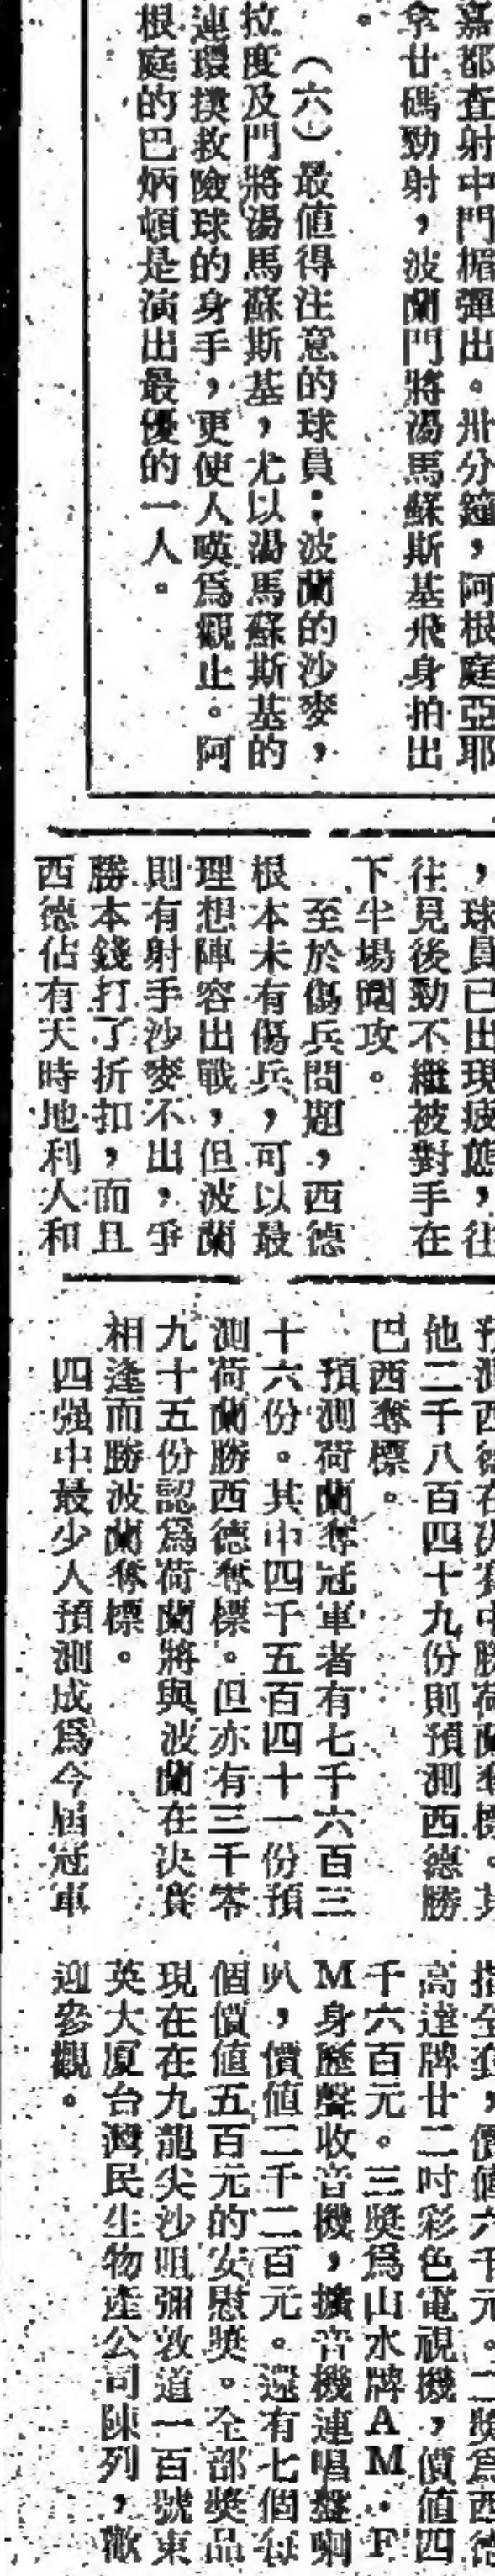 嘉都查射中門楣彈出。卅分鐘,阿根庭亞耶
拿廿碼勁射,波蘭門將湯馬蘇斯基飛身拍出
。
(六)最值得注意的球員:波蘭的沙麥,
拉度及門將湯馬蘇斯基,尤以湯馬蘇斯基的
連環撲救險球的身手,更使人嘆為觀止。阿
根庭的巴炳頓是演出最優的一人。
,球員已出現疲態,往
往見後勁不繼被對手在
下半場圍攻。
至於傷兵問題,西德
根本未有傷兵,可以最
理想陣容出戰,但波蘭
則有射手沙麥不出,爭
勝本錢打了折扣,而且
西德佔有天時地利人和
預測西德在決賽中勝荷蘭奪標。其
他二千八百四十九份則預測西德勝
巴西奪標。
預測荷蘭奪冠軍者有七千六百三
十六份。其中四千五百四十一份預
測荷蘭勝西德奪標。但亦有三千零
九十五份認為荷蘭將與波蘭在決賽
相逢而勝波蘭奪標。
四強中最少人預測成為今屆冠軍
全套,價值六千元。二獎為西德
高達牌廿二吋彩色電視機,價值四
千六百元。三獎為山水牌AM.F
M身歷聲收音機,擴音機連唱盤喇
叭,價值二千二百元。還有七個每
個價值五百元的安慰獎。全部獎品
現在在九龍尖沙咀彌敦道一百號東
英大廈台灣民生物產公司陳列,歡
迎參觀。